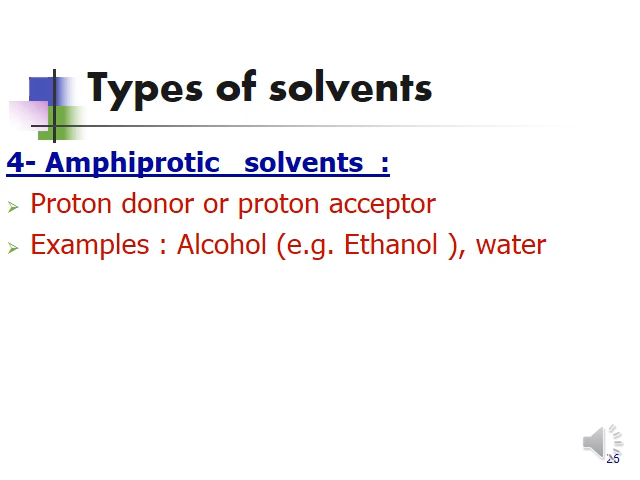 Types of solvents
4- Amphiprotic solvents :
Proton donor or proton acceptor
Examples : Alcohol (e.g. Ethanol ), water
26